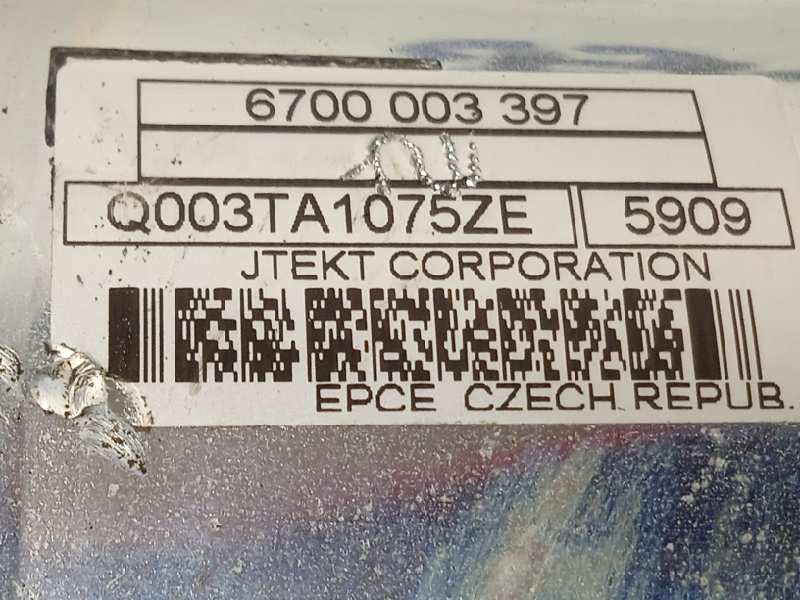 6700 003 397
Q003TA1075ZE 5909
JTEKT CORPORATION
EPCE CZECH REPUB.